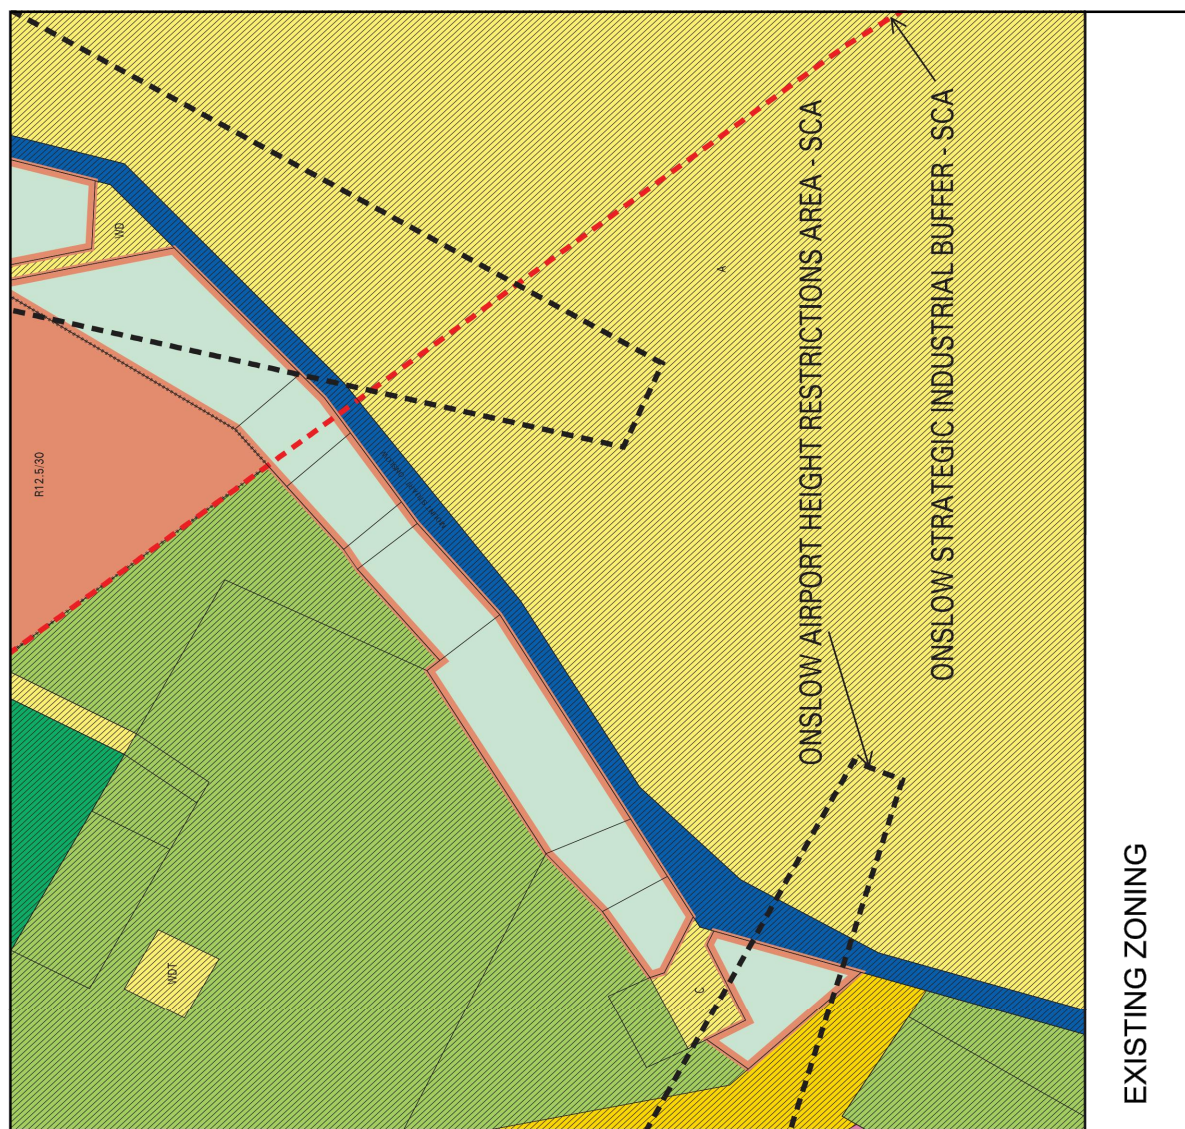 WD
R12.5/30
A
ONSLOW AIRPORT HEIGHT RESTRICTIONS AREA - SCA
ONSLOW STRATEGIC INDUSTRIAL BUFFER - SCA
WDT
C
EXISTING ZONING